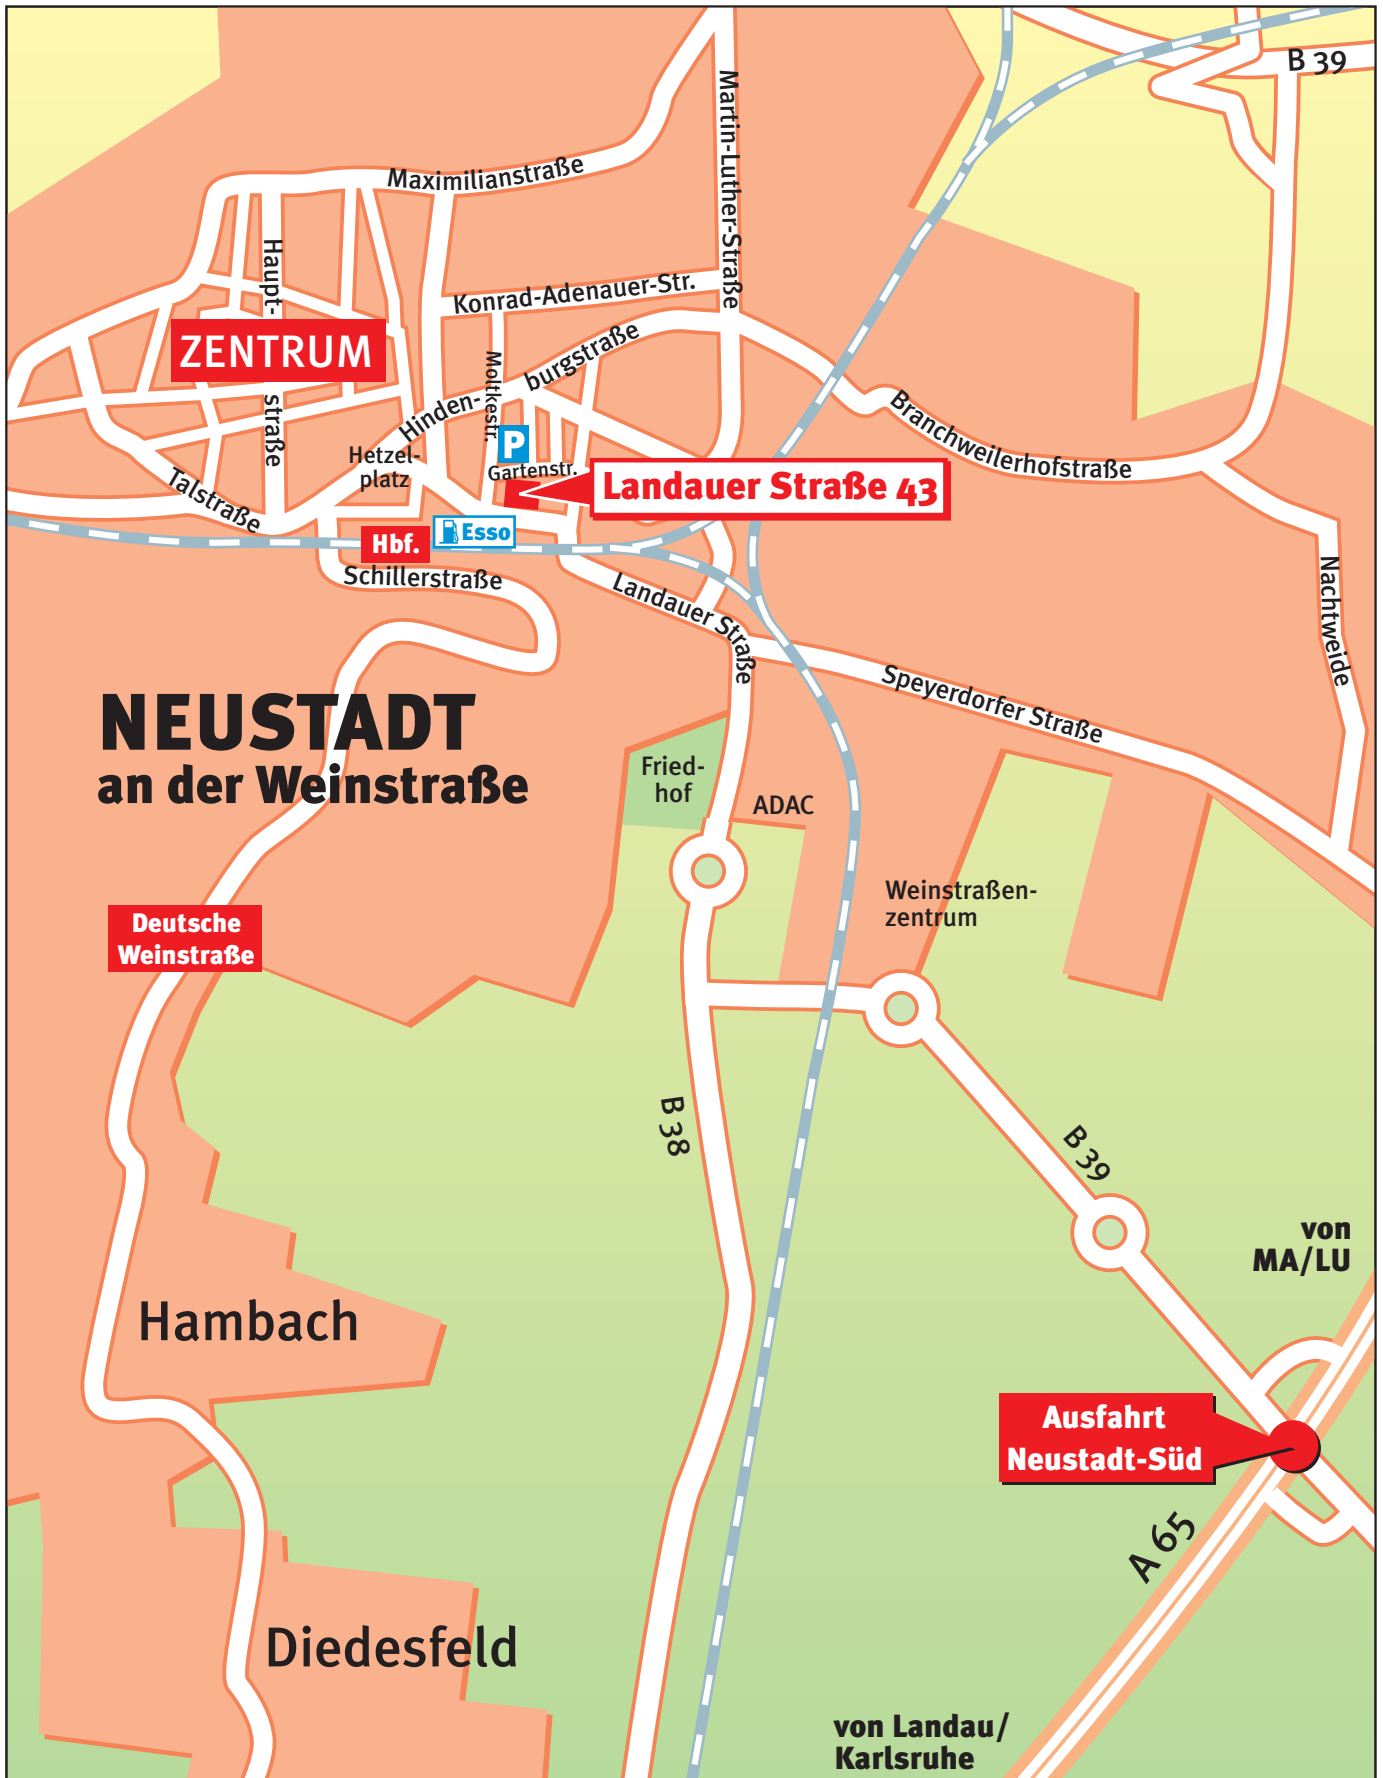 B 39
Martin-Luther-Straße
Maximilianstraße
Haupt-
straße
Konrad-Adenauer-Str.
ZENTRUM
Moltkestr.
Hinden-
burgstraße
Branchweilerhofstraße
Hetzel-
platz
P
Gartenstr.
Landauer Straße 43
Talstraße
Hbf.
Esso
Schillerstraße
Landauer Straße
Nachtweide
Speyerdorfer Straße
NEUSTADT
an der Weinstraße
Fried-
hof
ADAC
Weinstraßen-
zentrum
Deutsche
Weinstraße
B 38
B 39
von
MA/LU
Hambach
Ausfahrt
Neustadt-Süd
A 65
Diedesfeld
von Landau/
Karlsruhe